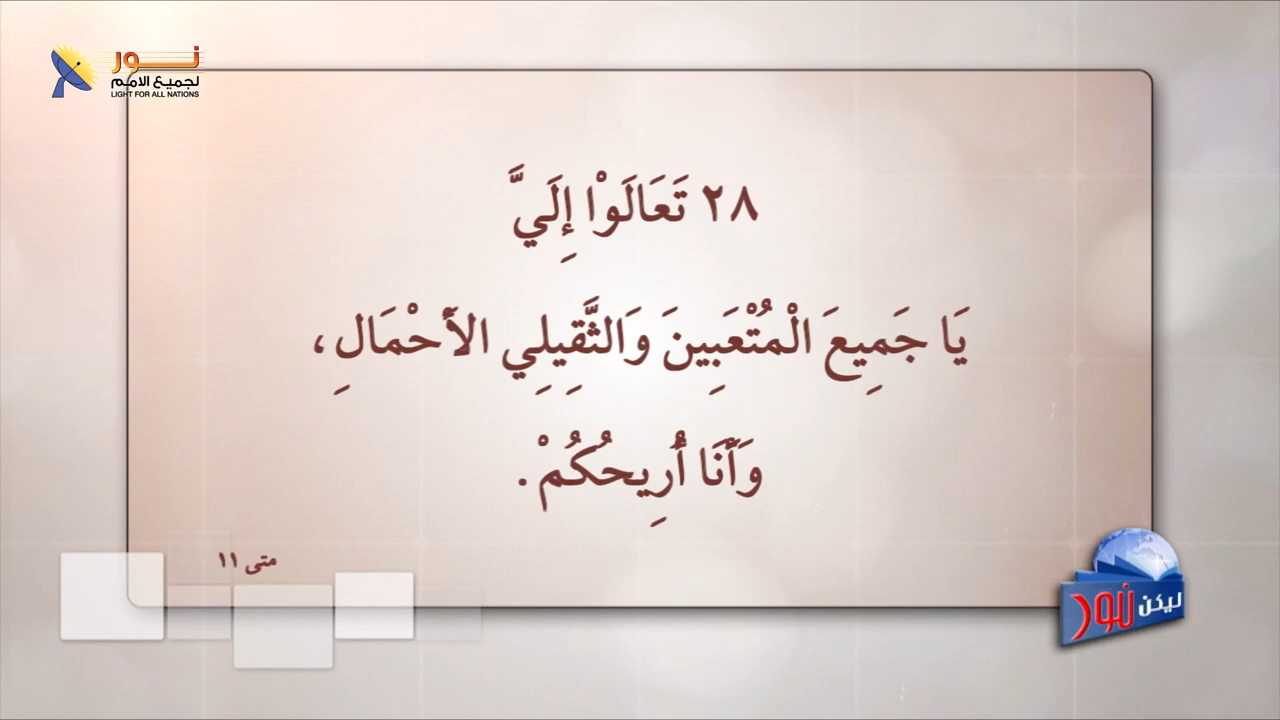 نور
لجميع الامم
LIGHT FOR ALL NATIONS
٢٨ تَعَالَوْا إِلَيَّ
يَا جَمِيعَ الْمُتْعَبِينَ وَالثَّقِيلِي الأَحْمَالِ،
وَأَنَا أُرِيحُكُمْ.
متى ١١
ليكن نور